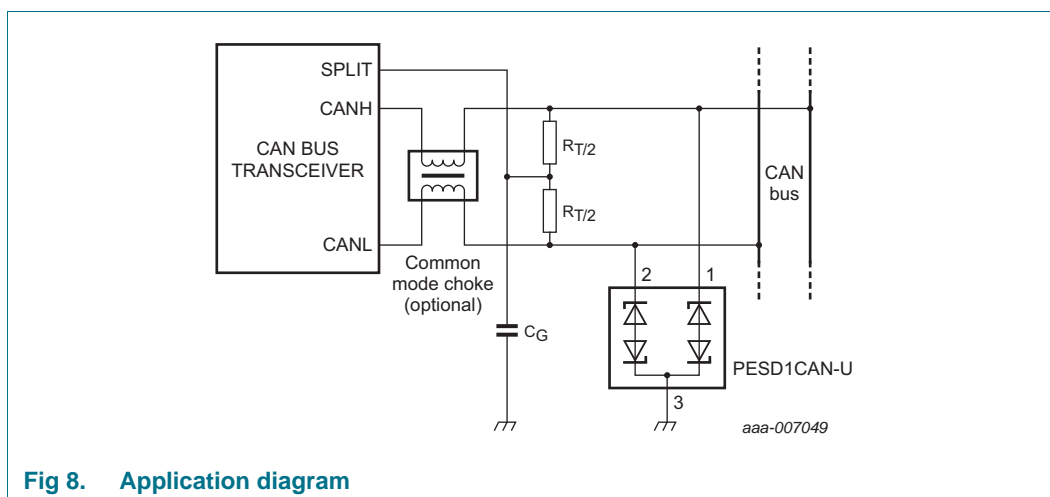 SPLIT
CANH
CAN BUS
TRANSCEIVER
CANL
Common
mode choke
(optional)
RT/2
RT/2
CG
CAN
bus
2
1
3
PESD1CAN-U
aaa-007049
Fig 8. Application diagram